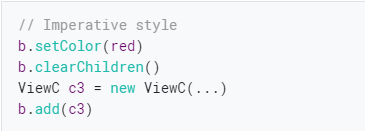 // Imperative style
b.setColor(red)
b.clearChildren()
ViewC c3 = new ViewC(...)
b.add(c3)